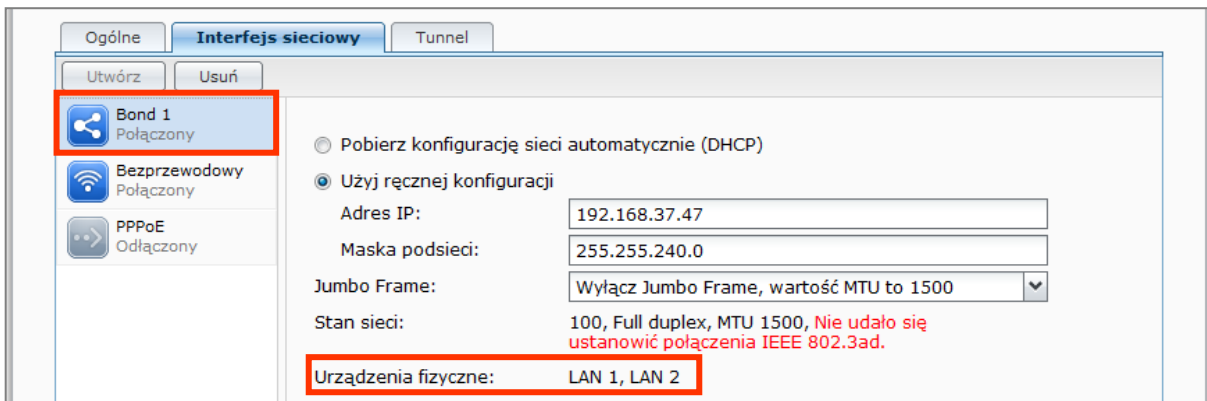 Ogólne Interfejs sieciowy Tunnel
Utwórz Usuń
Bond 1
Połączony
Bezprzewodowy
Połączony
PPPoE
Odłączony
Pobierz konfigurację sieci automatycznie (DHCP)
Użyj ręcznej konfiguracji
Adres IP: 192.168.37.47
Maska podsieci: 255.255.240.0
Jumbo Frame: Wyłącz Jumbo Frame, wartość MTU to 1500
Stan sieci: 100, Full duplex, MTU 1500, Nie udało się
ustanowić połączenia IEEE 802.3ad.
Urządzenia fizyczne: LAN 1, LAN 2